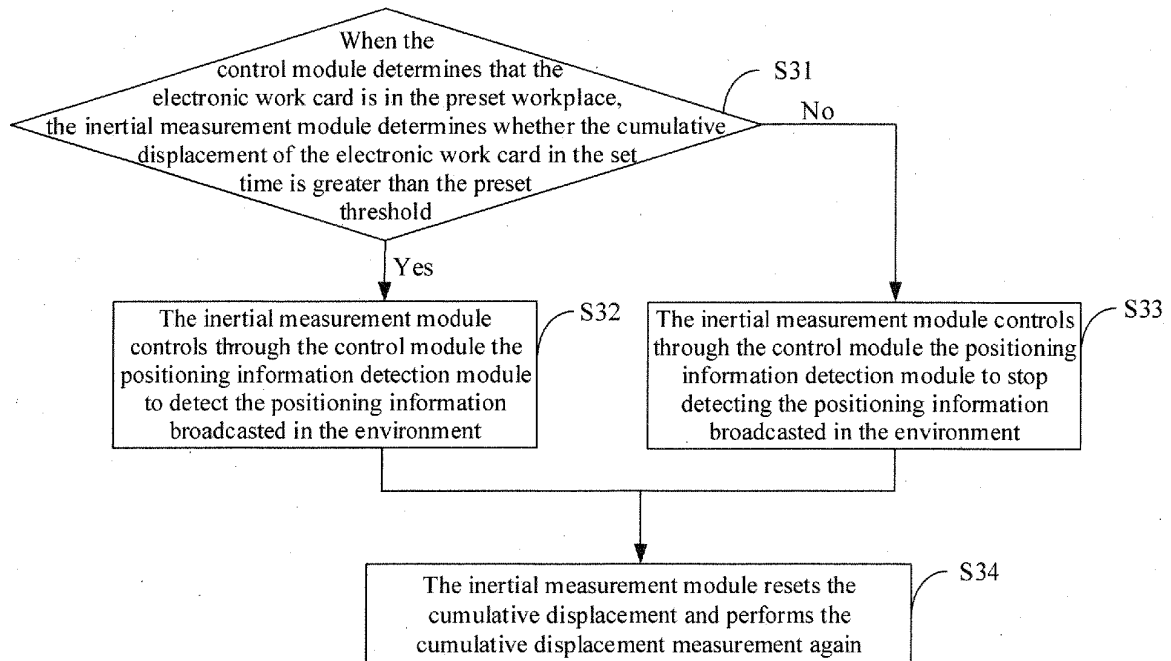 When the
control module determines that the
electronic work card is in the preset workplace,
the inertial measurement module determines whether the cumulative
displacement of the electronic work card in the set
time is greater than the preset
threshold
S31
No
Yes
The inertial measurement module
controls through the control module the
positioning information detection module
to detect the positioning information
broadcasted in the environment
S32
The inertial measurement module controls
through the control module the positioning
information detection module to stop
detecting the positioning information
broadcasted in the environment
S33
The inertial measurement module resets the
cumulative displacement and performs the
cumulative displacement measurement again
S34